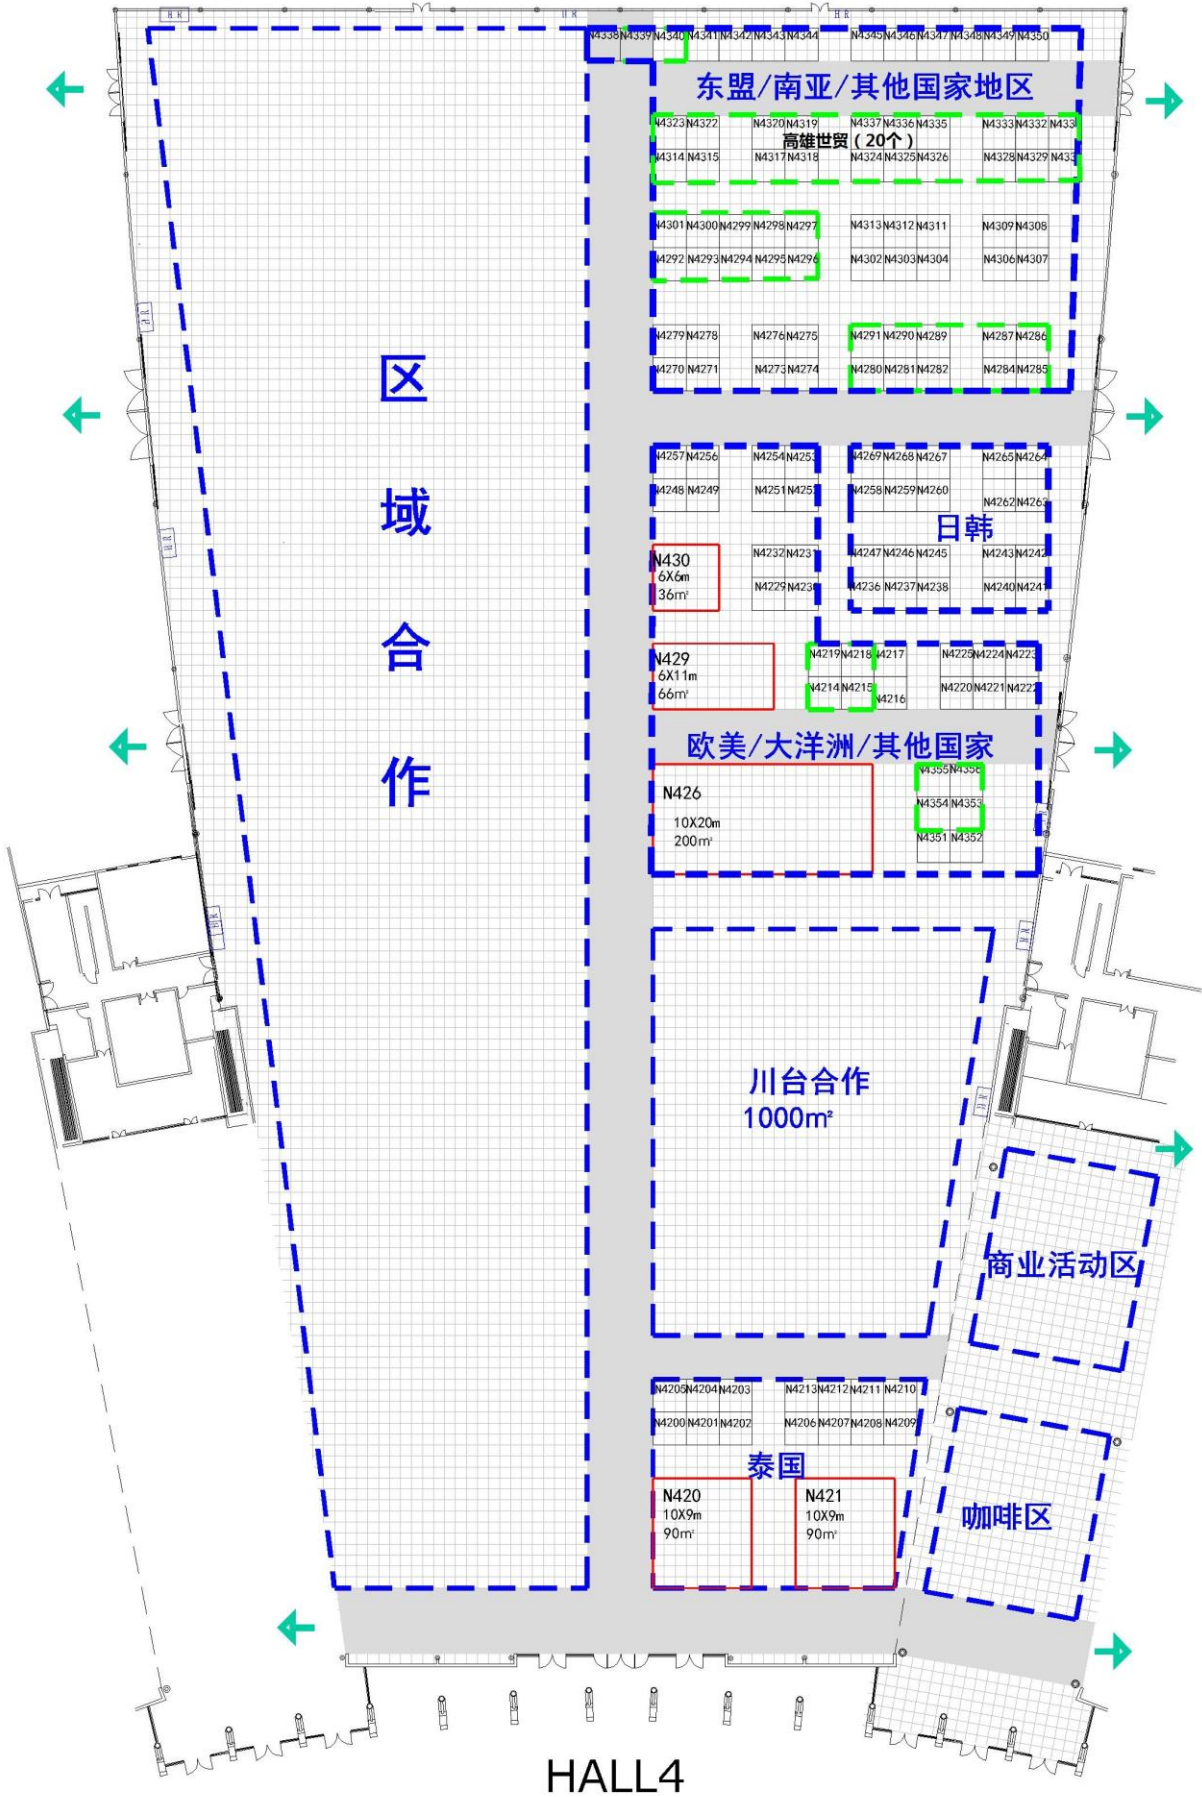 N4338 N4339 N4340 N4341 N4342 N4343 N4344 N4345 N4346 N4347 N4348 N4349 N4350
东盟/南亚/其他国家地区
N4323 N4322 N4320 N4319 N4337 N4336 N4335 N4333 N4332
高雄世贸（20个）
N4314 N4315 N4317 N4318 N4324 N4325 N4326 N4328 N4329
N4301 N4300 N4299 N4298 N4297 N4313 N4312 N4311 N4309 N4308
N4292 N4293 N4294 N4295 N4296 N4302 N4303 N4304 N4306 N4307
N4279 N4278 N4276 N4275 N4291 N4290 N4289 N4287 N4286
N4270 N4271 N4273 N4274 N4280 N4281 N4282 N4284 N4285
区
域
合
作
N4257 N4256 N4254 N4253 N4269 N4268 N4267 N4265 N4264
N4248 N4249 N4251 N4252 N4258 N4259 N4260 N4262 N4263
日韩
N430
6X6m
36㎡
N4232 N4231 N4247 N4246 N4245 N4243 N4242
N4229 N4230 N4236 N4237 N4238 N4240 N4241
N429
6X11m
66㎡
N4219 N4218 N4217 N4225 N4224 N4223
N4214 N4215 N4216 N4220 N4221 N4222
欧美/大洋洲/其他国家
N426
10X20m
200㎡
N4355 N4356
N4354 N4353
N4351 N4352
川台合作
1000㎡
商业活动区
N4205 N4204 N4203 N4213 N4212 N4211 N4210
N4200 N4201 N4202 N4206 N4207 N4208 N4209
泰国
N420
10X9m
90㎡
N421
10X9m
90㎡
咖啡区
HALL4